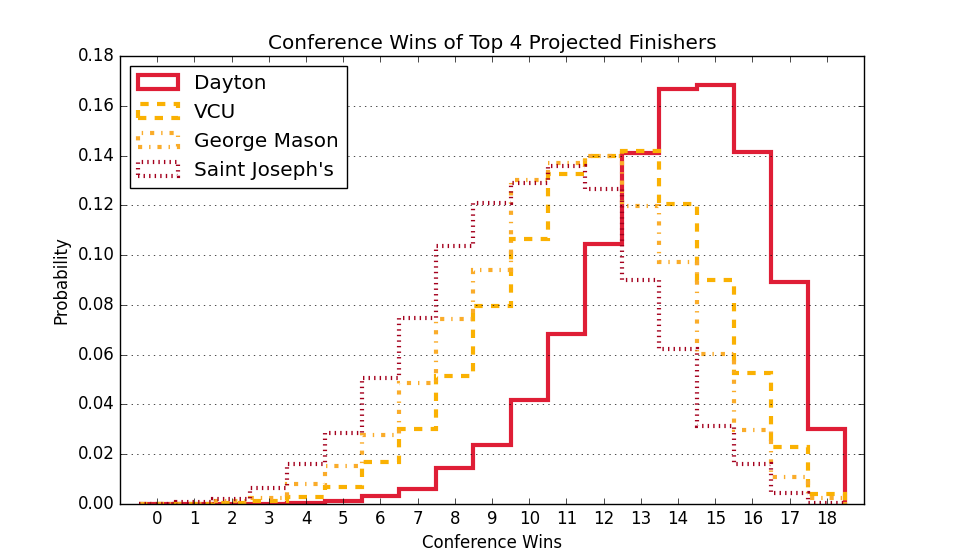 Conference Wins of Top 4 Projected Finishers
Dayton
VCU
George Mason
Saint Joseph's
0.18
0.16
0.14
0.12
0.10
0.08
0.06
0.04
0.02
0.00
Probability
0 1 2 3 4 5 6 7 8 9 10 11 12 13 14 15 16 17 18
Conference Wins